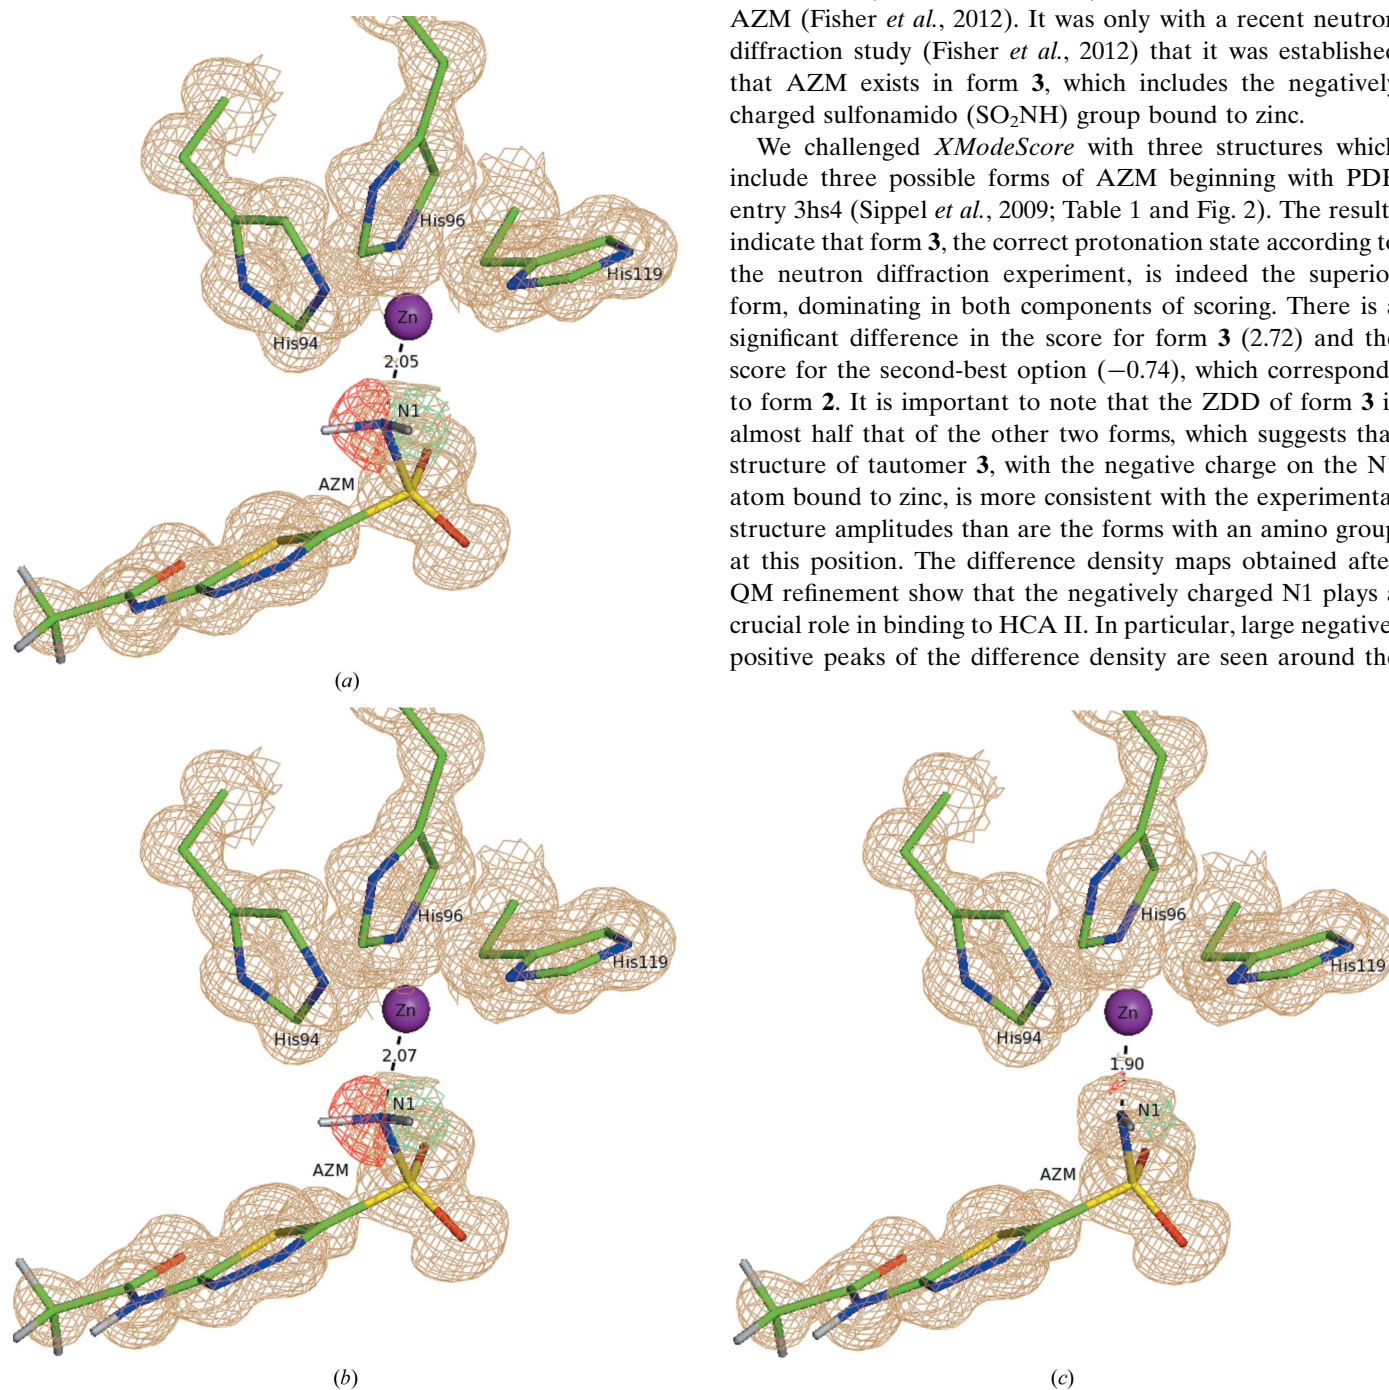 His96
His119
Zn
His94
2.05
N1
AZM
(a)
AZM (Fisher et al., 2012). It was only with a recent neutron
diffraction study (Fisher et al., 2012) that it was established
that AZM exists in form 3, which includes the negatively
charged sulfonamido (SO₂NH) group bound to zinc.
We challenged XModeScore with three structures which
include three possible forms of AZM beginning with PDB
entry 3hs4 (Sippel et al., 2009; Table 1 and Fig. 2). The result
indicate that form 3, the correct protonation state according to
the neutron diffraction experiment, is indeed the superior
form, dominating in both components of scoring. There is a
significant difference in the score for form 3 (2.72) and the
score for the second-best option (−0.74), which correspond
to form 2. It is important to note that the ZDD of form 3 i
almost half that of the other two forms, which suggests tha
structure of tautomer 3, with the negative charge on the N1
atom bound to zinc, is more consistent with the experimental
structure amplitudes than are the forms with an amino group
at this position. The difference density maps obtained after
QM refinement show that the negatively charged N1 plays a
crucial role in binding to HCA II. In particular, large negative
positive peaks of the difference density are seen around the
His96
His119
Zn
His94
2.07
N1
AZM
(b)
His96
His119
Zn
His94
1.90
N1
AZM
(c)